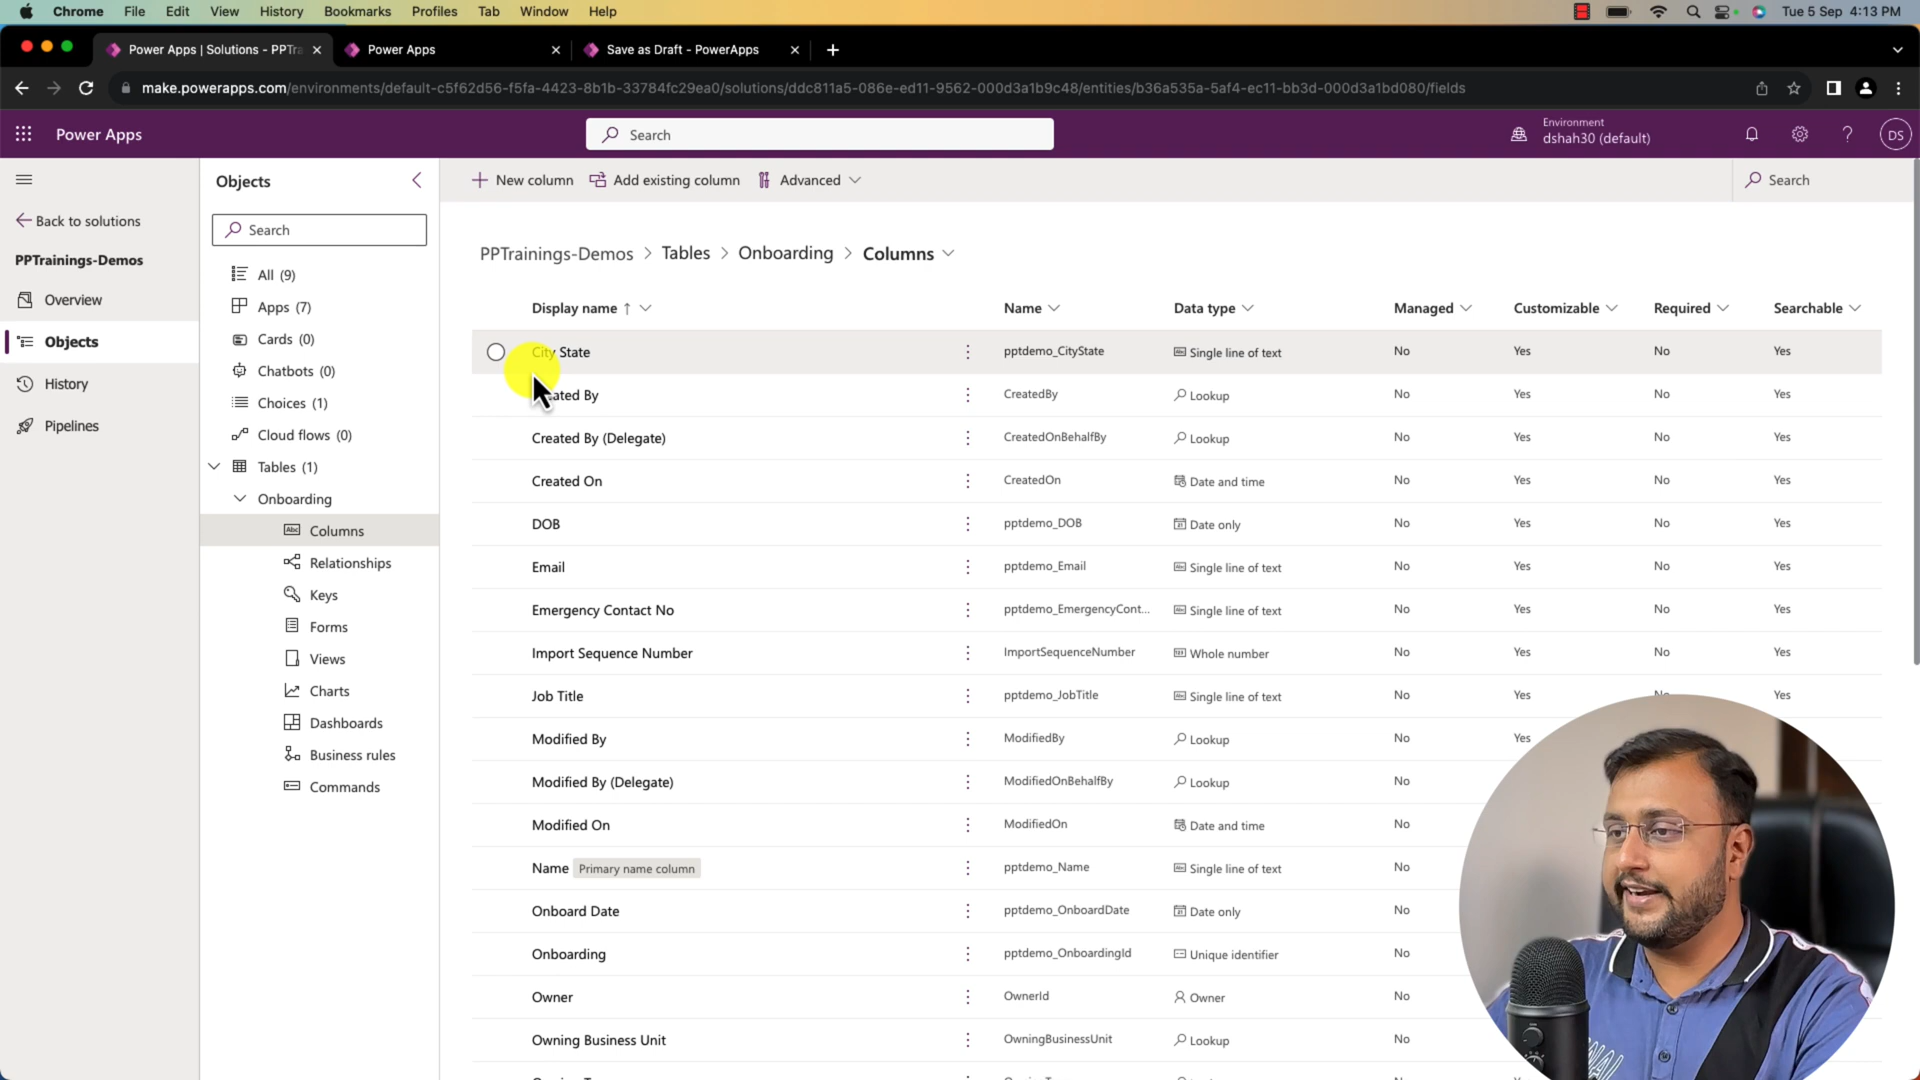 Chrome File Edit View History Bookmarks Profiles Tab Window Help Tue 5 Sep 4:13 PM
Power Apps | Solutions - PPTra Power Apps Save as Draft - PowerApps
make.powerapps.com/environments/default-c5f62d56-f5fa-4423-8b1b-33784fc29ea0/solutions/ddc811a5-086e-ed11-9562-000d3a1b9c48/entities/b36a535a-5af4-ec11-bb3d-000d3a1bd080/fields
Power Apps Search Environment
dshah30 (default) DS
Back to solutions
PPTrainings-Demos
Overview
Objects
History
Pipelines
Objects
Search
All (9)
Apps (7)
Cards (0)
Chatbots (0)
Choices (1)
Cloud flows (0)
Tables (1)
Onboarding
Columns
Relationships
Keys
Forms
Views
Charts
Dashboards
Business rules
Commands
New column Add existing column Advanced Search
PPTrainings-Demos > Tables > Onboarding > Columns
Display name ↑ Name Data type Managed Customizable Required Searchable
City State pptdemo_CityState Single line of text No Yes No Yes
Created By CreatedBy Lookup No Yes No Yes
Created By (Delegate) CreatedOnBehalfBy Lookup No Yes No Yes
Created On CreatedOn Date and time No Yes No Yes
DOB pptdemo_DOB Date only No Yes No Yes
Email pptdemo_Email Single line of text No Yes No Yes
Emergency Contact No pptdemo_EmergencyCont... Single line of text No Yes No Yes
Import Sequence Number ImportSequenceNumber Whole number No Yes No Yes
Job Title pptdemo_JobTitle Single line of text No Yes No Yes
Modified By ModifiedBy Lookup No Yes
Modified By (Delegate) ModifiedOnBehalfBy Lookup No
Modified On ModifiedOn Date and time No
Name Primary name column pptdemo_Name Single line of text No
Onboard Date pptdemo_OnboardDate Date only No
Onboarding pptdemo_OnboardingId Unique identifier No
Owner OwnerId Owner No
Owning Business Unit OwningBusinessUnit Lookup No